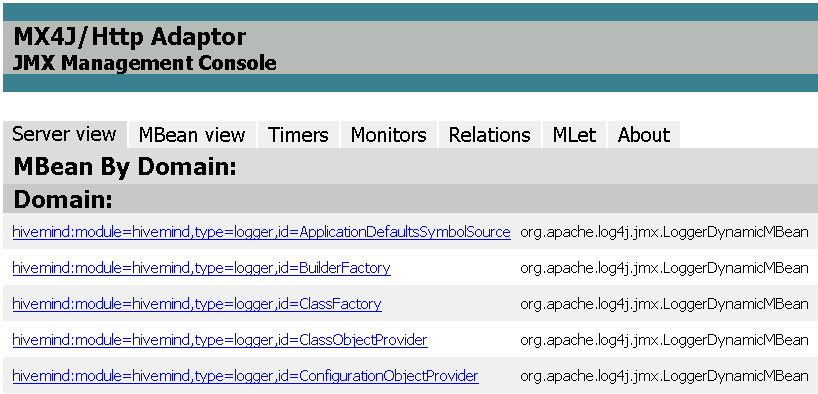 MX4J/Http Adaptor
JMX Management Console
Server view MBean view Timers Monitors Relations MLet About
MBean By Domain:
Domain:
hivemind:module=hivemind,type=logger,id=ApplicationDefaultsSymbolSource org.apache.log4j.jmx.LoggerDynamicMBean
hivemind:module=hivemind,type=logger,id=BuilderFactory org.apache.log4j.jmx.LoggerDynamicMBean
hivemind:module=hivemind,type=logger,id=ClassFactory org.apache.log4j.jmx.LoggerDynamicMBean
hivemind:module=hivemind,type=logger,id=ClassObjectProvider org.apache.log4j.jmx.LoggerDynamicMBean
hivemind:module=hivemind,type=logger,id=ConfigurationObjectProvider org.apache.log4j.jmx.LoggerDynamicMBean